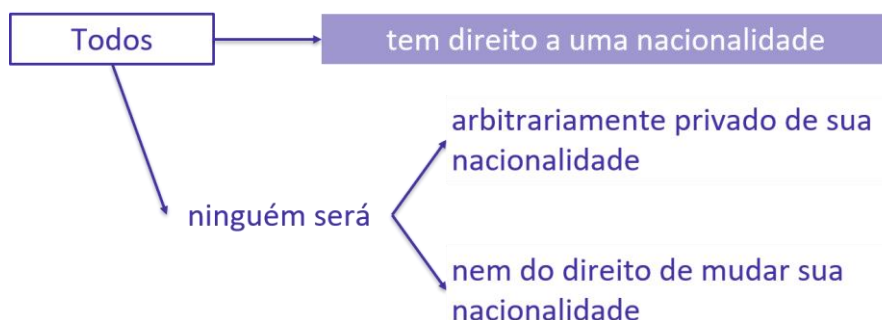 Todos
tem direito a uma nacionalidade
arbitrariamente privado de sua
nacionalidade
ninguém será
nem do direito de mudar sua
nacionalidade